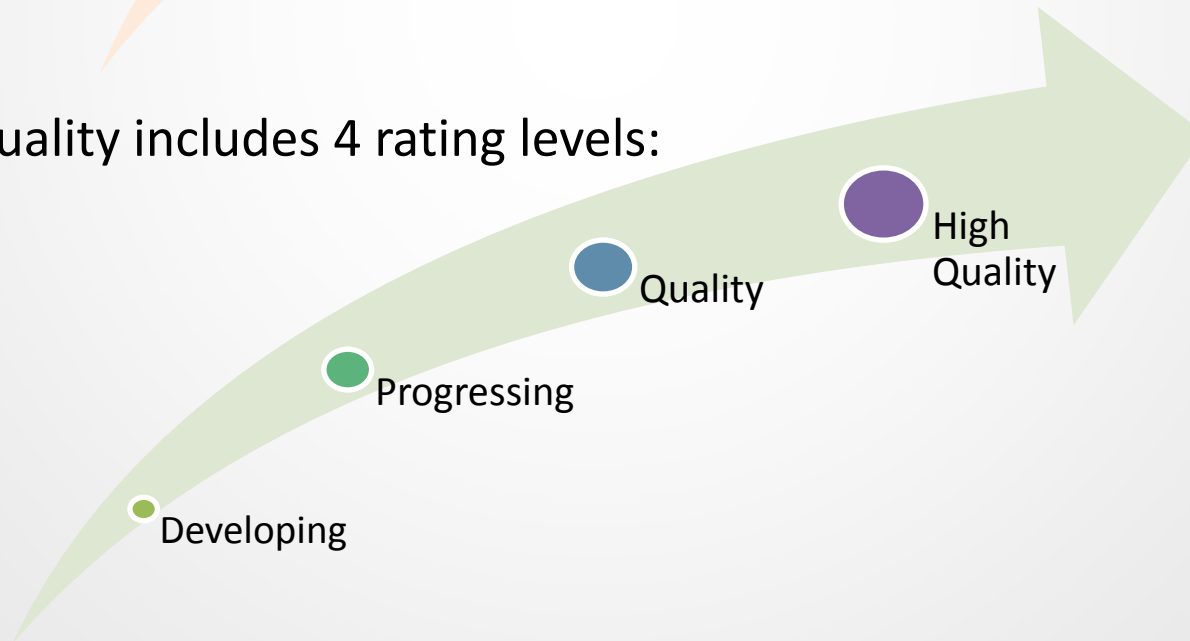 uality includes 4 rating levels:
High
Quality
Quality
Progressing
Developing